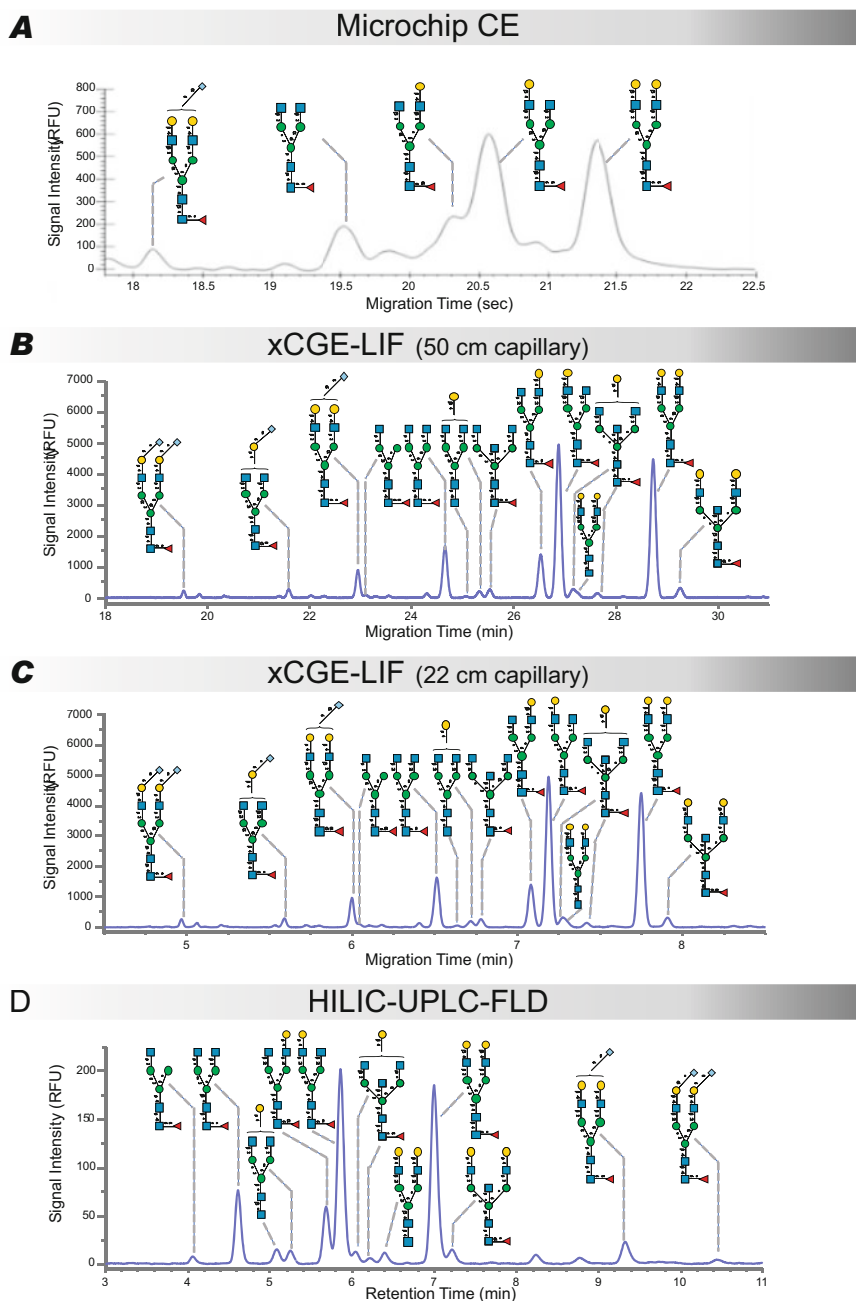 A Microchip CE
800
700
600
500
400
300
200
100
0
Signal Intensity(RFU)
18 18.5 19 19.5 20 20.5 21 21.5 22 22.5
Migration Time (sec)
B xCGE-LIF (50 cm capillary)
7000
6000
5000
4000
3000
2000
1000
0
Signal Intensity(RFU)
18 20 22 24 26 28 30
Migration Time (min)
C xCGE-LIF (22 cm capillary)
7000
6000
5000
4000
3000
2000
1000
0
Signal Intensity(RFU)
5 6 7 8
Migration Time (min)
D HILIC-UPLC-FLD
200
150
100
50
0
Signal Intensity (RFU)
3 4 5 6 7 8 9 10 11
Retention Time (min)